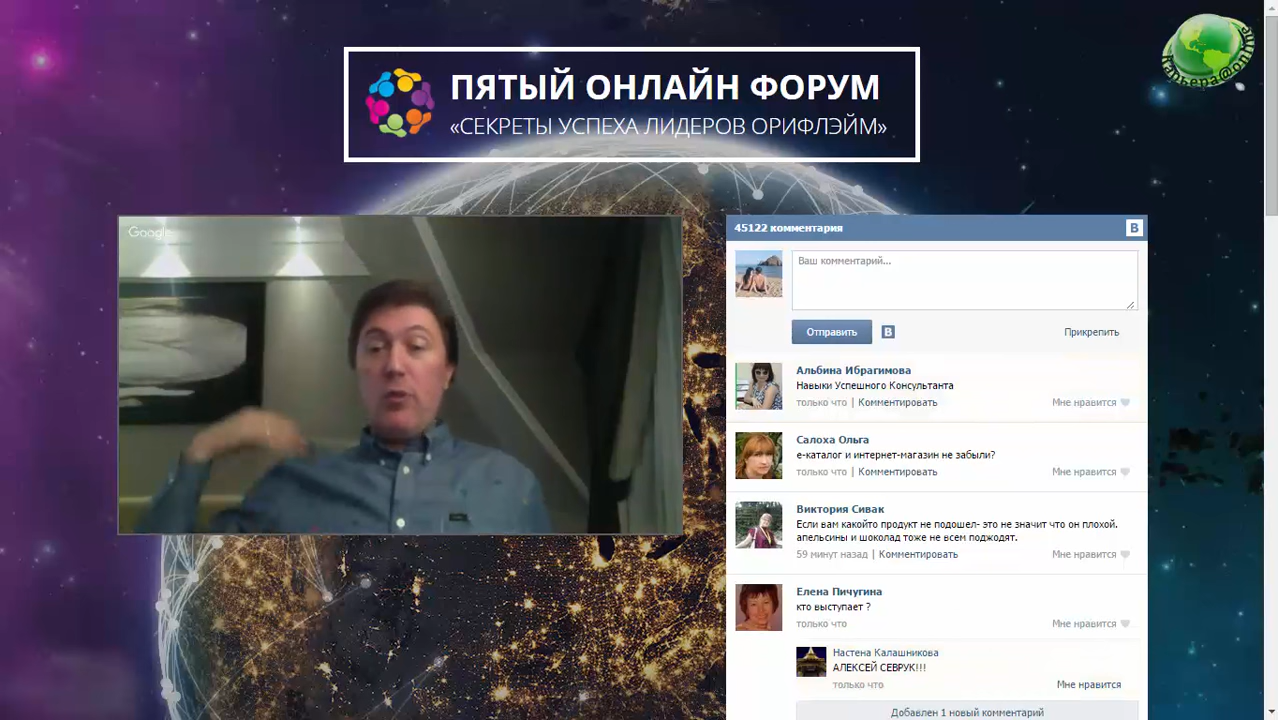 карьера@online
ПЯТЫЙ ОНЛАЙН ФОРУМ
«СЕКРЕТЫ УСПЕХА ЛИДЕРОВ ОРИФЛЭЙМ»
Google
45122 комментария
B
Ваш комментарий...
Отправить
B
Прикрепить
Альбина Ибрагимова
Навыки Успешного Консультанта
только что | Комментировать
Мне нравится
Салоха Ольга
е-каталог и интернет-магазин не забыли?
только что | Комментировать
Мне нравится
Виктория Сивак
Если вам какойто продукт не подошел- это не значит что он плохой.
апельсины и шоколад тоже не всем поджодят.
59 минут назад | Комментировать
Мне нравится
Елена Пичугина
кто выступает ?
только что
Мне нравится
Настена Калашникова
АЛЕКСЕЙ СЕВРУК!!!
только что
Мне нравится
Добавлен 1 новый комментарий